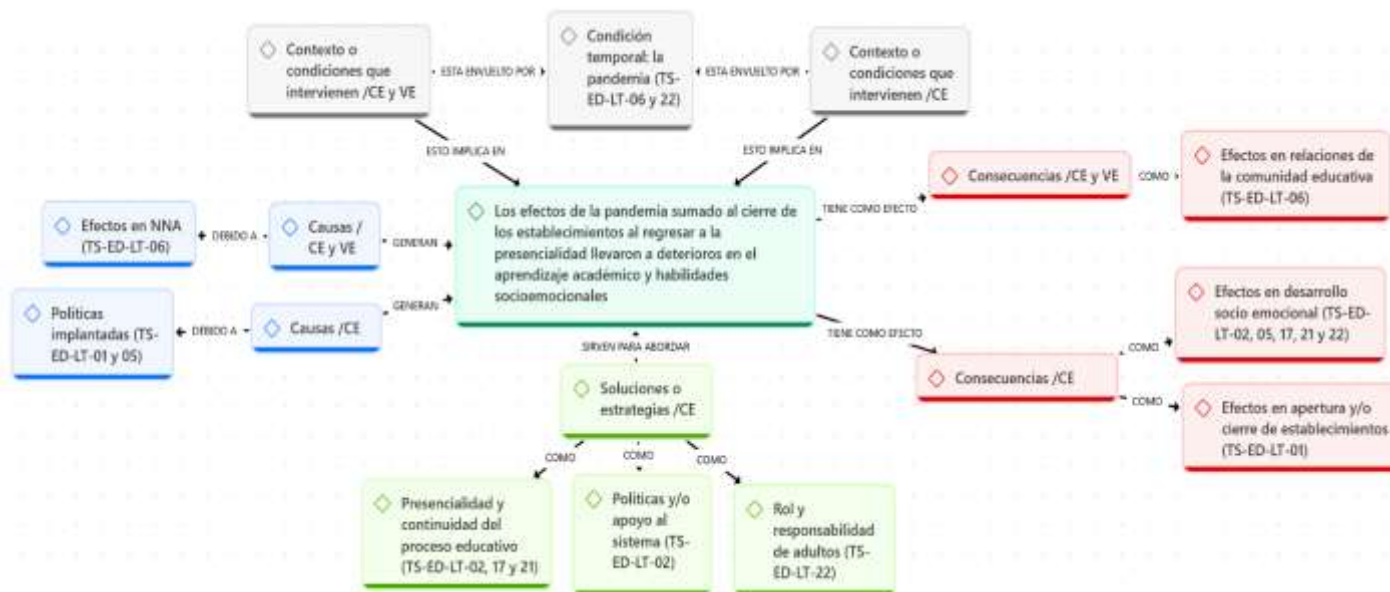 Contexto o
condiciones que
intervienen /CE y VE
ESTA ENVUELTO POR
Condición
temporal: la
pandemia (TS-
ED-LT-06 y 22)
ESTA ENVUELTO POR
Contexto o
condiciones que
intervienen /CE
ESTO IMPLICA EN
ESTO IMPLICA EN
Efectos en NNA
(TS-ED-LT-06)
DEBIDO A
Causas /
CE y VE
GENERAN
Políticas
implantadas (TS-
ED-LT-01 y 05)
DEBIDO A
Causas /CE
GENERAN
Los efectos de la pandemia sumado al cierre de
los establecimientos al regresar a la
presencialidad llevaron a deterioros en el
aprendizaje académico y habilidades
socioemocionales
TIENE COMO EFECTO
Consecuencias /CE y VE
COMO
Efectos en relaciones de
la comunidad educativa
(TS-ED-LT-06)
TIENE COMO EFECTO
Consecuencias /CE
COMO
Efectos en desarrollo
socio emocional (TS-ED-
LT-02, 05, 17, 21 y 22)
COMO
Efectos en apertura y/o
cierre de establecimientos
(TS-ED-LT-01)
SIRVEN PARA ABORDAR
Soluciones o
estrategias /CE
COMO
COMO
COMO
Presencialidad y
continuidad del
proceso educativo
(TS-ED-LT-02, 17 y 21)
Políticas y/o
apoyo al
sistema (TS-
ED-LT-02)
Rol y
responsabilidad
de adultos (TS-
ED-LT-22)